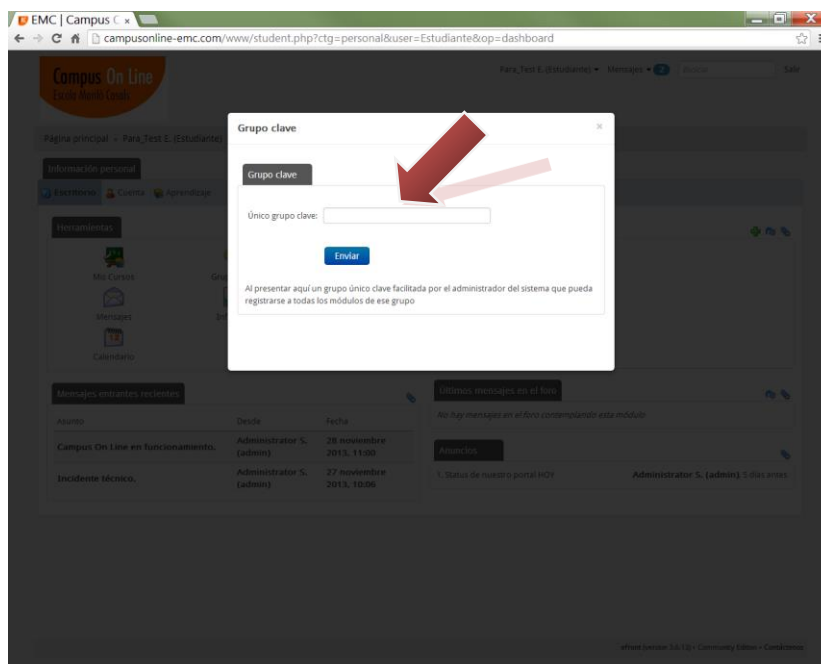 EMC | Campus C
campusonline-emc.com/www/student.php?ctg=personal&user=Estudiante&op=dashboard
Campus On Line
Escola Martín Casals
Para_Test E. (Estudiante) Mensajes 2 Buscar Sale
Página principal » Para_Test E. (Estudiante)
Información personal
Escritorio Cuenta Aprendizaje
Herramientas
Mis Cursos
Mensajes
Calendario
Grupo clave
Grupo clave
Único grupo clave:
Enviar
Al presentar aquí un grupo único clave facilitada por el administrador del sistema que pueda
registrarse a todas los módulos de ese grupo
Mensajes entrantes recientes
Asunto Desde Fecha
Campus On Line en funcionamiento. Administrator S. (admin) 28 noviembre 2013, 11:00
Incidente técnico. Administrator S. (admin) 27 noviembre 2013, 10:06
Últimos mensajes en el foro
No hay mensajes en el foro contemplando esta módulo
Anuncios
1. Status de nuestro portal HOY Administrator S. (admin), 5 días antes